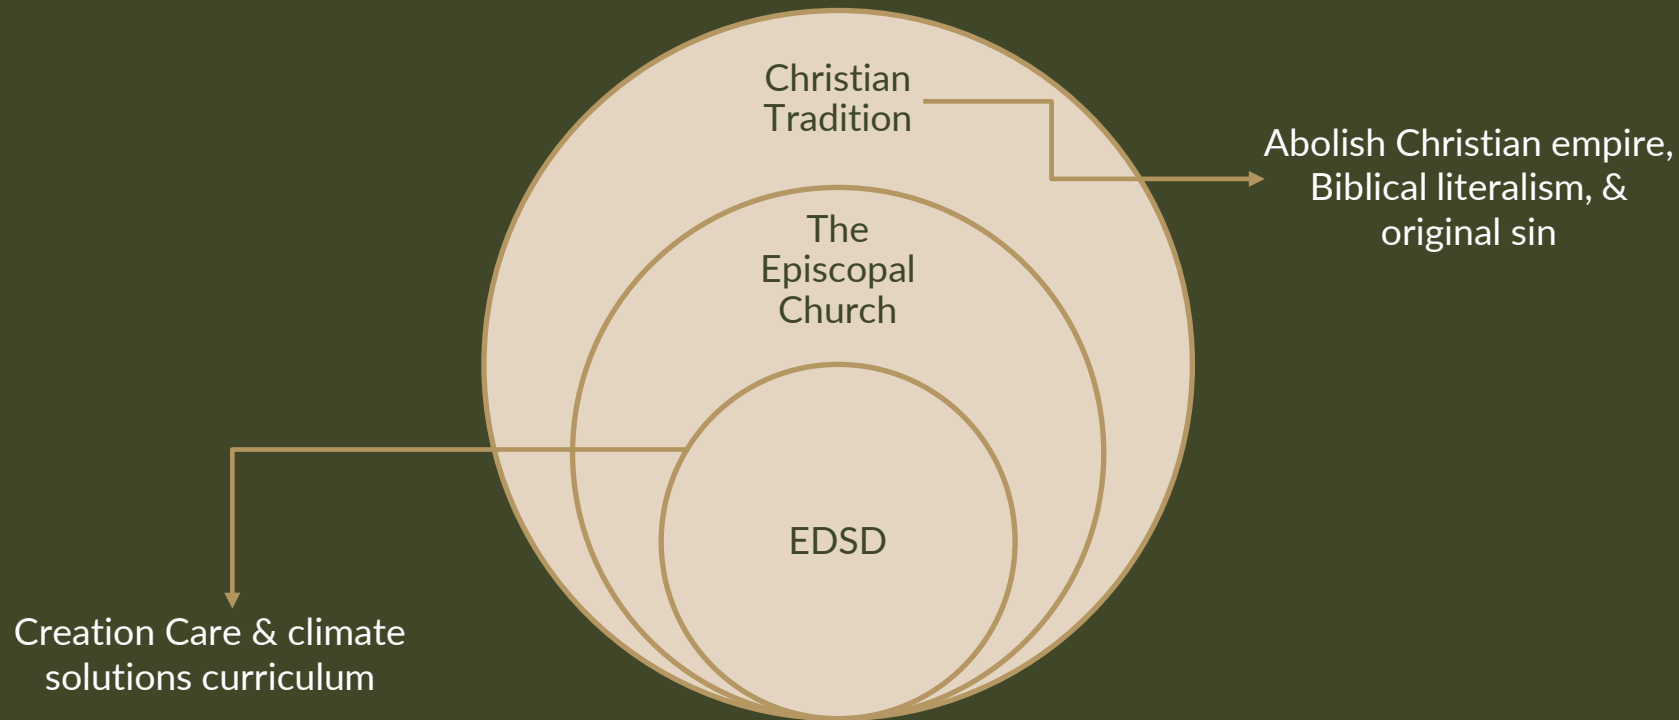 Christian
Tradition
Abolish Christian empire,
Biblical literalism, &
original sin
The
Episcopal
Church
EDSD
Creation Care & climate
solutions curriculum